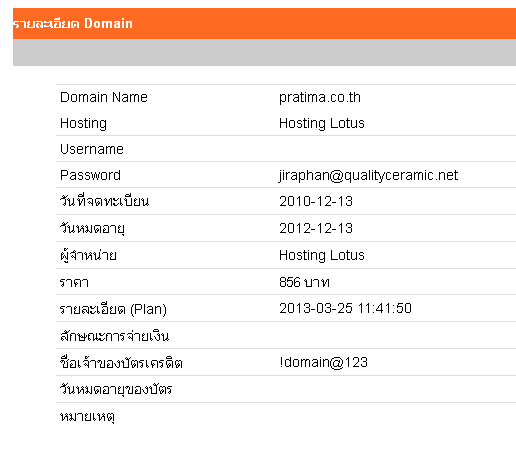 รายละเอียด Domain
Domain Name pratima.co.th
Hosting Hosting Lotus
Username
Password jiraphan@qualityceramic.net
วันที่จดทะเบียน 2010-12-13
วันหมดอายุ 2012-12-13
ผู้จำหน่าย Hosting Lotus
ราคา 856 บาท
รายละเอียด (Plan) 2013-03-25 11:41:50
ลักษณะการจ่ายเงิน
ชื่อเจ้าของบัตรเครดิต !domain@123
วันหมดอายุของบัตร
หมายเหตุ